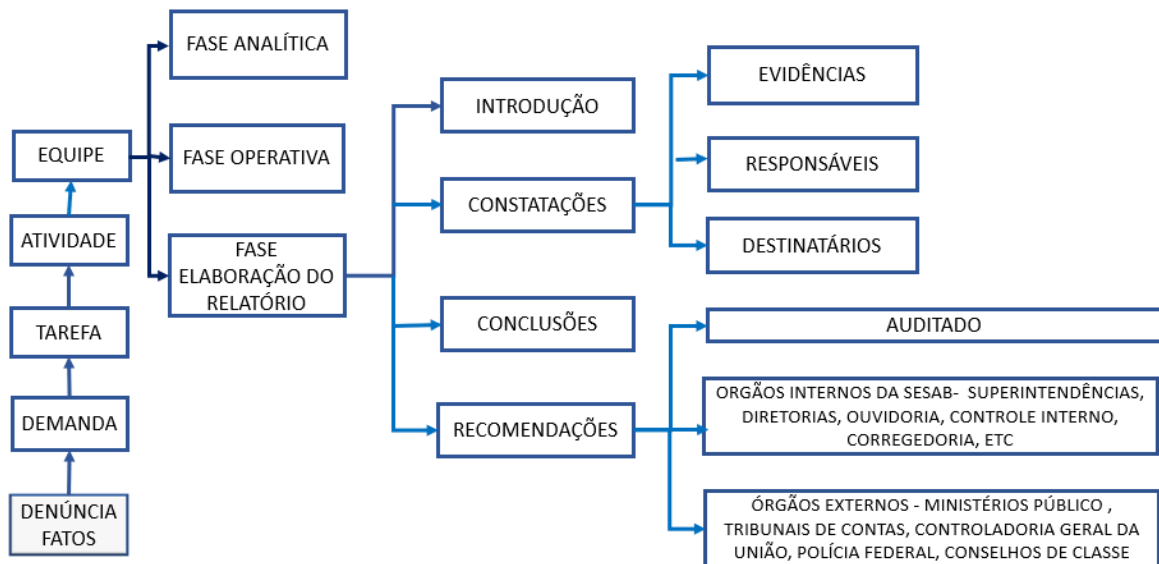 FASE ANALÍTICA
EVIDÊNCIAS
INTRODUÇÃO
EQUIPE
FASE OPERATIVA
RESPONSÁVEIS
CONSTATAÇÕES
ATIVIDADE
DESTINATÁRIOS
FASE
ELABORAÇÃO DO
RELATÓRIO
TAREFA
CONCLUSÕES
AUDITADO
DEMANDA
RECOMENDAÇÕES
ORGÃOS INTERNOS DA SESAB- SUPERINTENDÊNCIAS,
DIRETORIAS, OUVIDORIA, CONTROLE INTERNO,
CORREGEDORIA, ETC
DENÚNCIA
FATOS
ÓRGÃOS EXTERNOS - MINISTÉRIOS PÚBLICO ,
TRIBUNAIS DE CONTAS, CONTROLADORIA GERAL DA
UNIÃO, POLÍCIA FEDERAL, CONSELHOS DE CLASSE